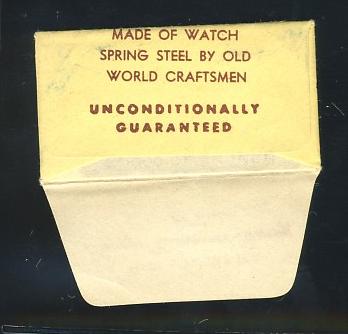 MADE OF WATCH
SPRING STEEL BY OLD
WORLD CRAFTSMEN
UNCONDITIONALLY
GUARANTEED